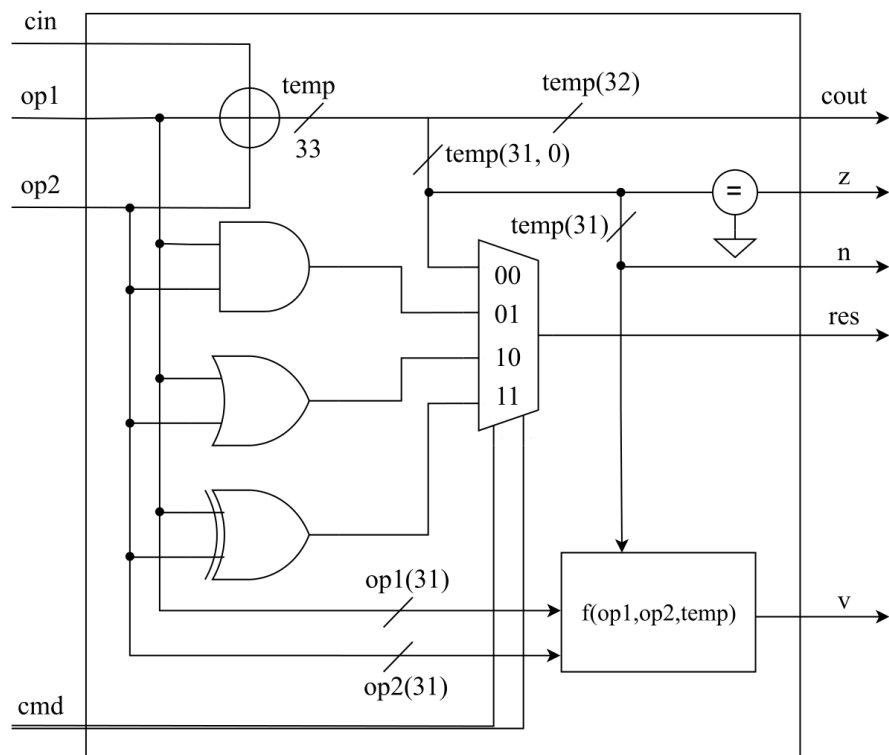 cin
op1
op2
temp
33
temp(32)
temp(31, 0)
temp(31)
cout
z
=
n
res
00
01
10
11
op1(31)
op2(31)
f(op1,op2,temp)
v
cmd